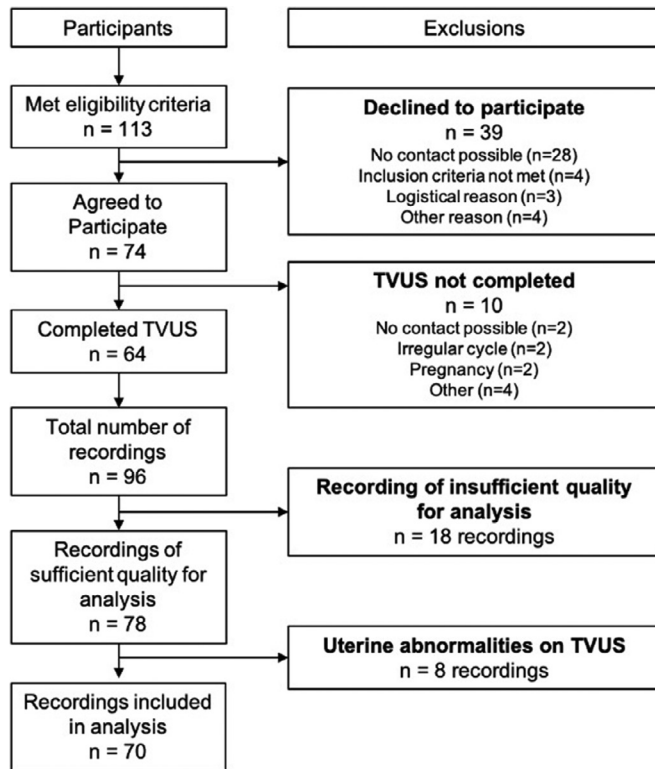 Participants
Exclusions
Met eligibility criteria
n = 113
Declined to participate
n = 39
No contact possible (n=28)
Inclusion criteria not met (n=4)
Logistical reason (n=3)
Other reason (n=4)
Agreed to
Participate
n = 74
TVUS not completed
n = 10
No contact possible (n=2)
Irregular cycle (n=2)
Pregnancy (n=2)
Other (n=4)
Completed TVUS
n = 64
Total number of
recordings
n = 96
Recording of insufficient quality
for analysis
n = 18 recordings
Recordings of
sufficient quality for
analysis
n = 78
Uterine abnormalities on TVUS
n = 8 recordings
Recordings included
in analysis
n = 70